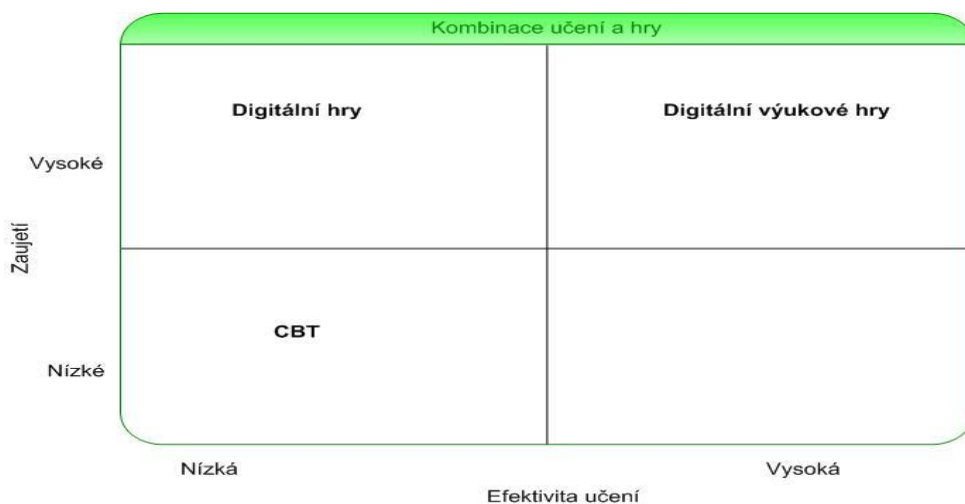 Kombinace učení a hry
Digitální hry
Digitální výukové hry
Vysoké
Zaujetí
CBT
Nízké
Nízká
Vysoká
Efektivita učení